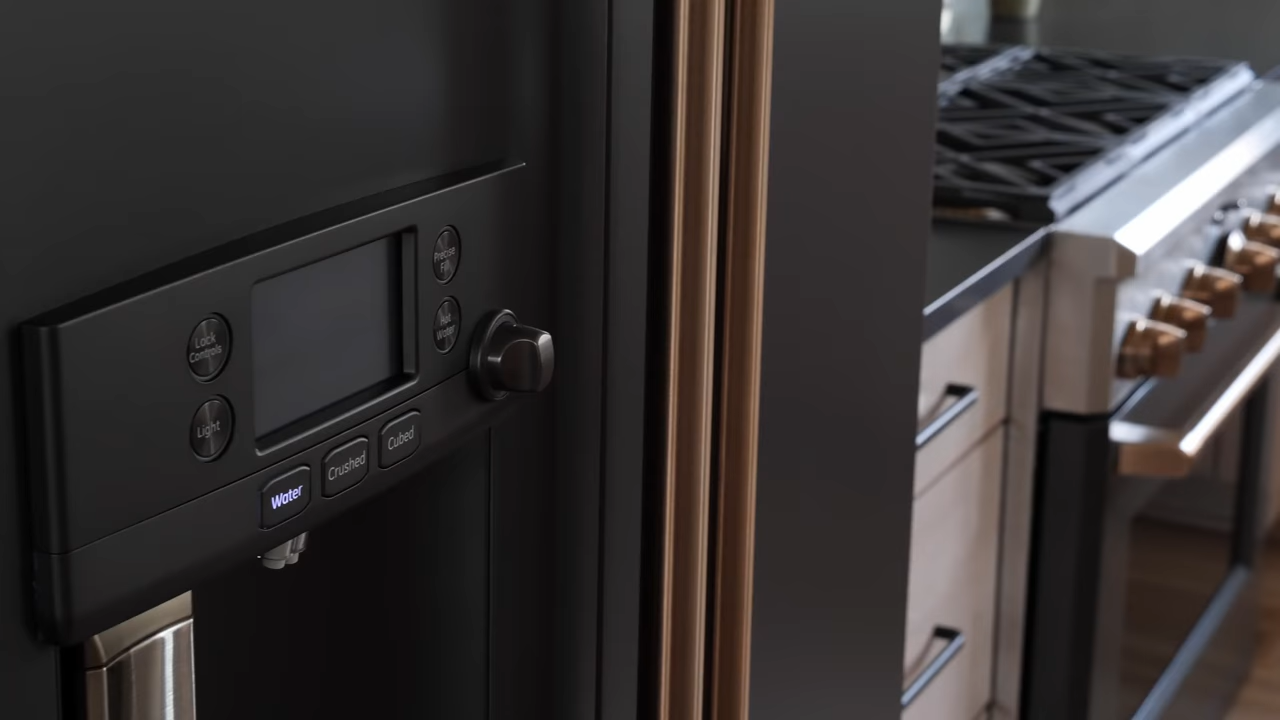 Precise
Fill
Lock
Controls
Hot
Water
Light
Cubed
Crushed
Water